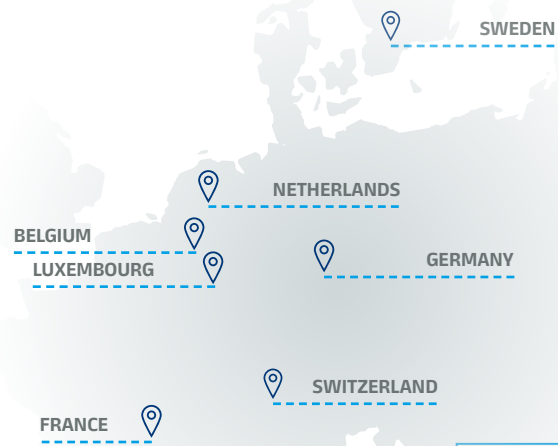 SWEDEN
NETHERLANDS
BELGIUM
LUXEMBOURG
GERMANY
SWITZERLAND
FRANCE